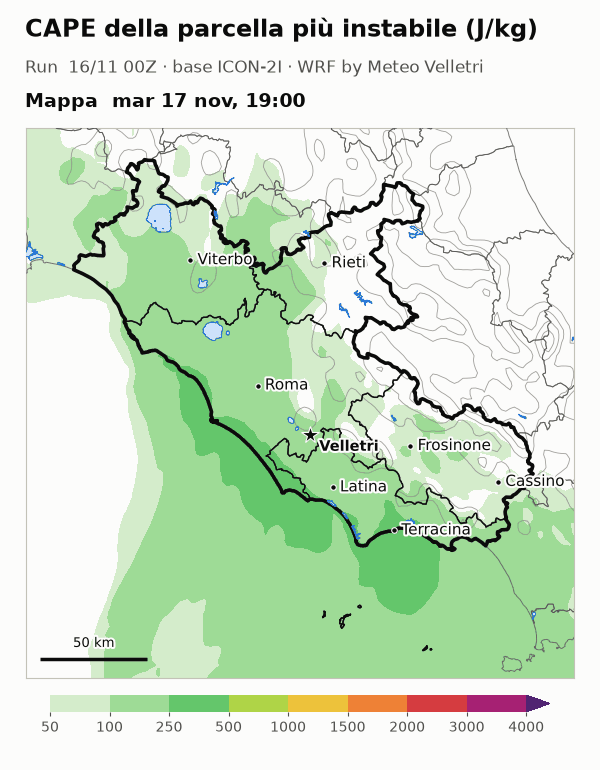 CAPE della parcella più instabile (J/kg)
Run  16/11 00Z · base ICON-2I · WRF by Meteo Velletri
Mappa  mar 17 nov, 19:00
Viterbo
Rieti
Roma
Velletri
Frosinone
Cassino
Latina
Terracina
50 km
50 100 250 500 1000 1500 2000 3000 4000